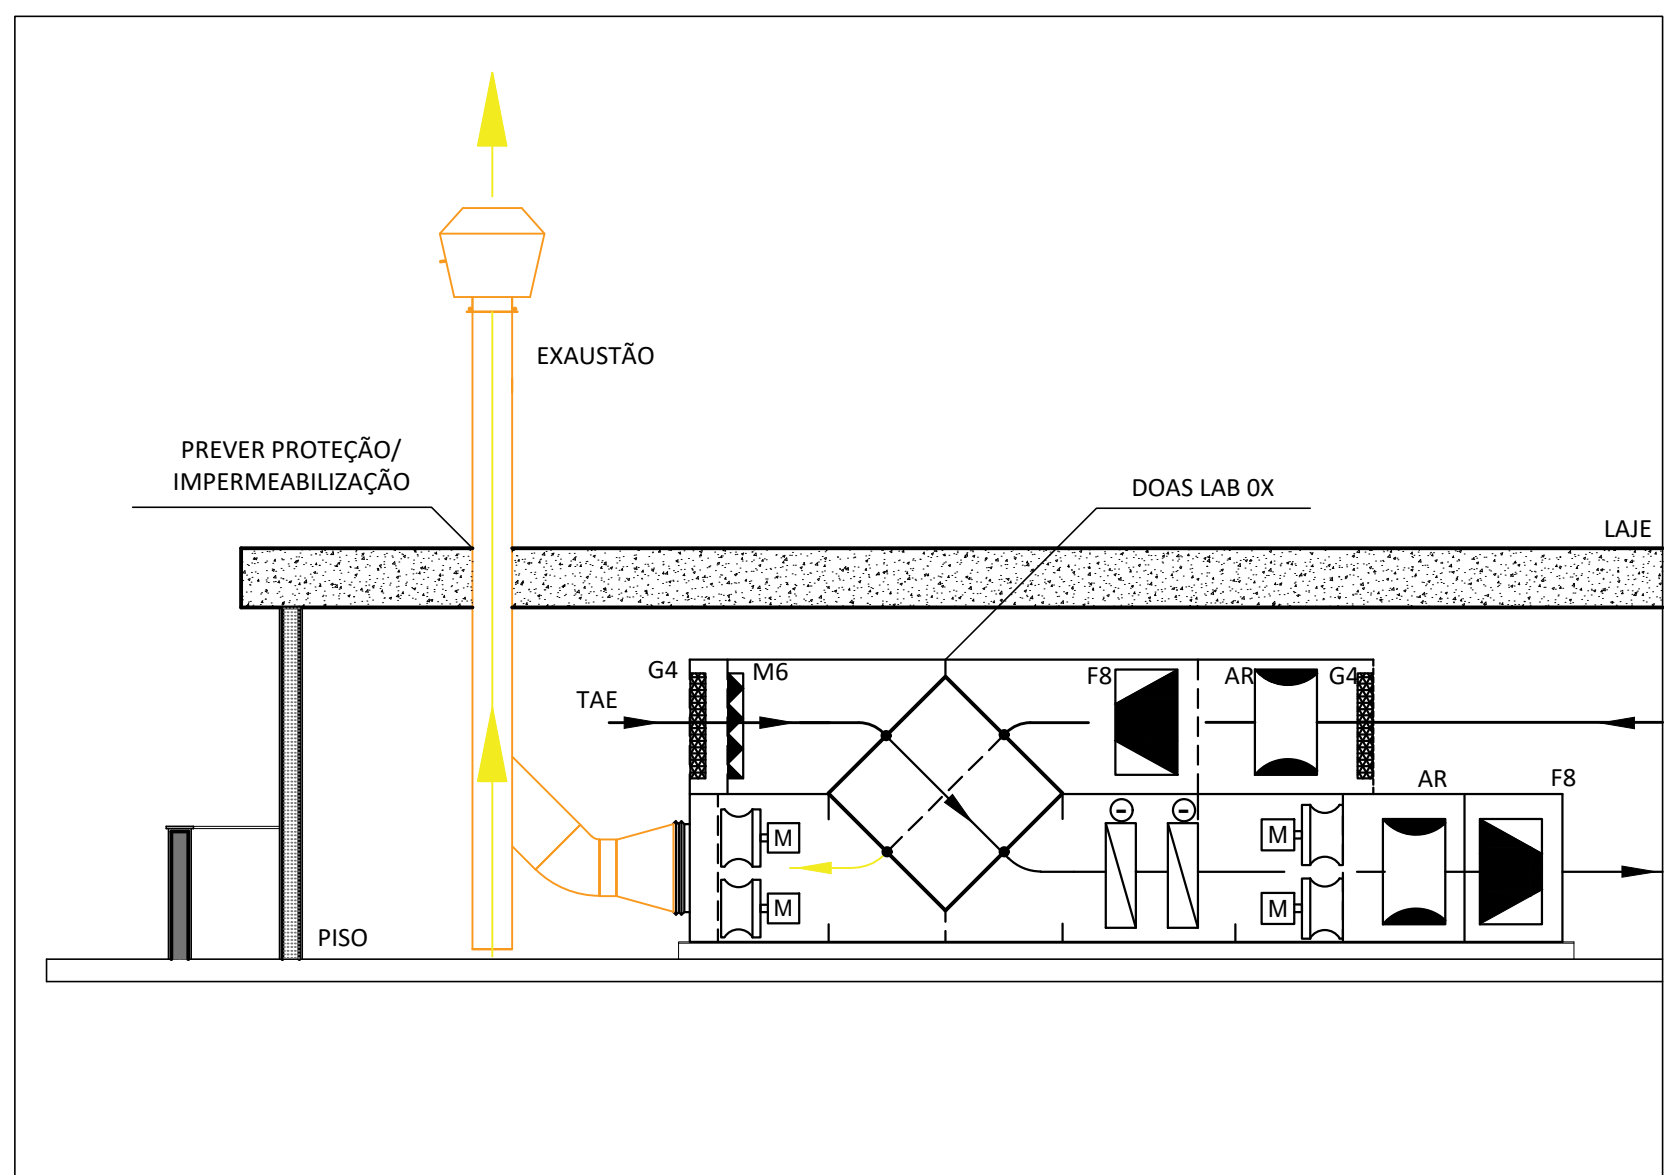 EXAUSTÃO
PREVER PROTEÇÃO/
IMPERMEABILIZAÇÃO
DOAS LAB 0X
LAJE
G4
M6
F8
AR
G4
TAE
AR
F8
M
M
M
M
PISO